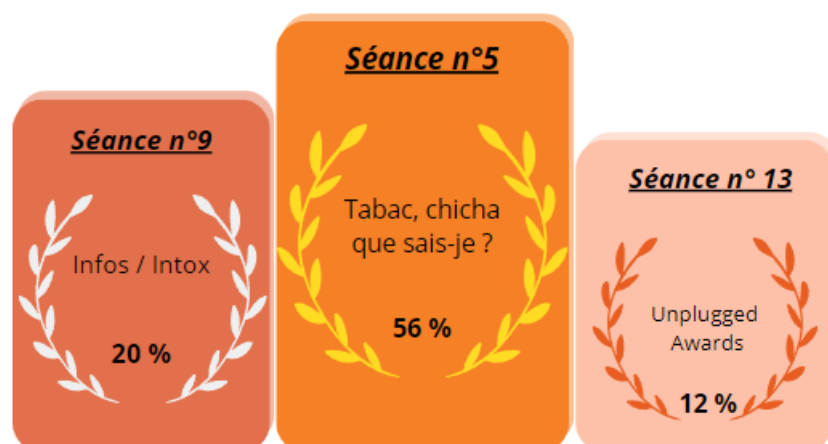 Séance n°9
Infos / Intox
20 %
Séance n°5
Tabac, chicha
que sais-je ?
56 %
Séance n° 13
Unplugged
Awards
12 %